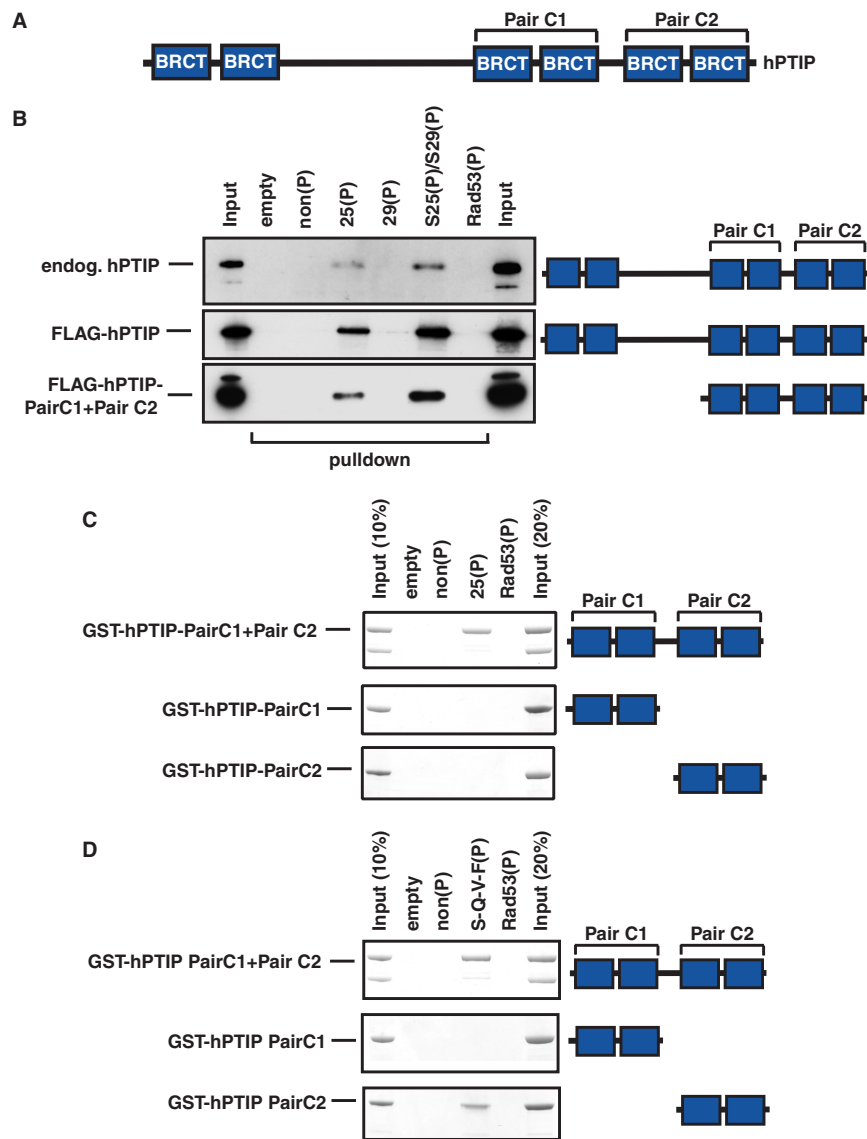 A
Pair C1 Pair C2
BRCT BRCT BRCT BRCT BRCT BRCT hPTIP
B
Input empty non(P) 25(P) 29(P) S25(P)/S29(P) Rad53(P) Input
Pair C1 Pair C2
endog. hPTIP
FLAG-hPTIP
FLAG-hPTIP-
PairC1+Pair C2
pulldown
C
Input (10%) empty non(P) 25(P) Rad53(P) Input (20%)
Pair C1 Pair C2
GST-hPTIP-PairC1+Pair C2
GST-hPTIP-PairC1
GST-hPTIP-PairC2
D
Input (10%) empty non(P) S-Q-V-F(P) Rad53(P) Input (20%)
Pair C1 Pair C2
GST-hPTIP PairC1+Pair C2
GST-hPTIP PairC1
GST-hPTIP PairC2